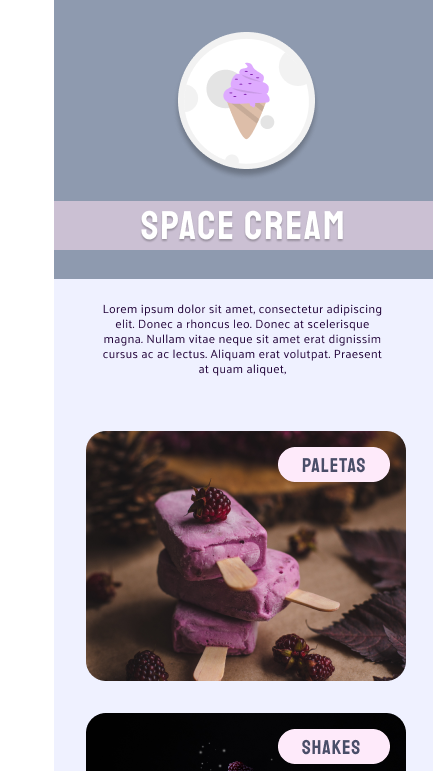 SPACE CREAM
Lorem ipsum dolor sit amet, consectetur adipiscing
elit. Donec a rhoncus leo. Donec at scelerisque
magna. Nullam vitae neque sit amet erat dignissim
cursus ac ac lectus. Aliquam erat volutpat. Praesent
at quam aliquet,
PALETAS
SHAKES